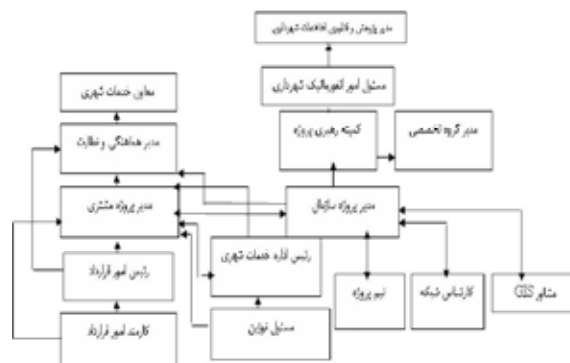 مدیر پژوهش و فناوری اطلاعات شهرداری
مسئول امور انفورماتیک شهرداری
معاون خدمات شهری
کمیته رهبری پروژه
مدیر گروه تخصصی
مدیر هماهنگی و نظارت
مدیر پروژه مشتری
مدیر پروژه سازمان
رئیس اداره خدمات شهری
رئیس امور قرارداد
تیم پروژه
کارشناس شبکه
مشاور GIS
کارمند امور قرارداد
مسئول